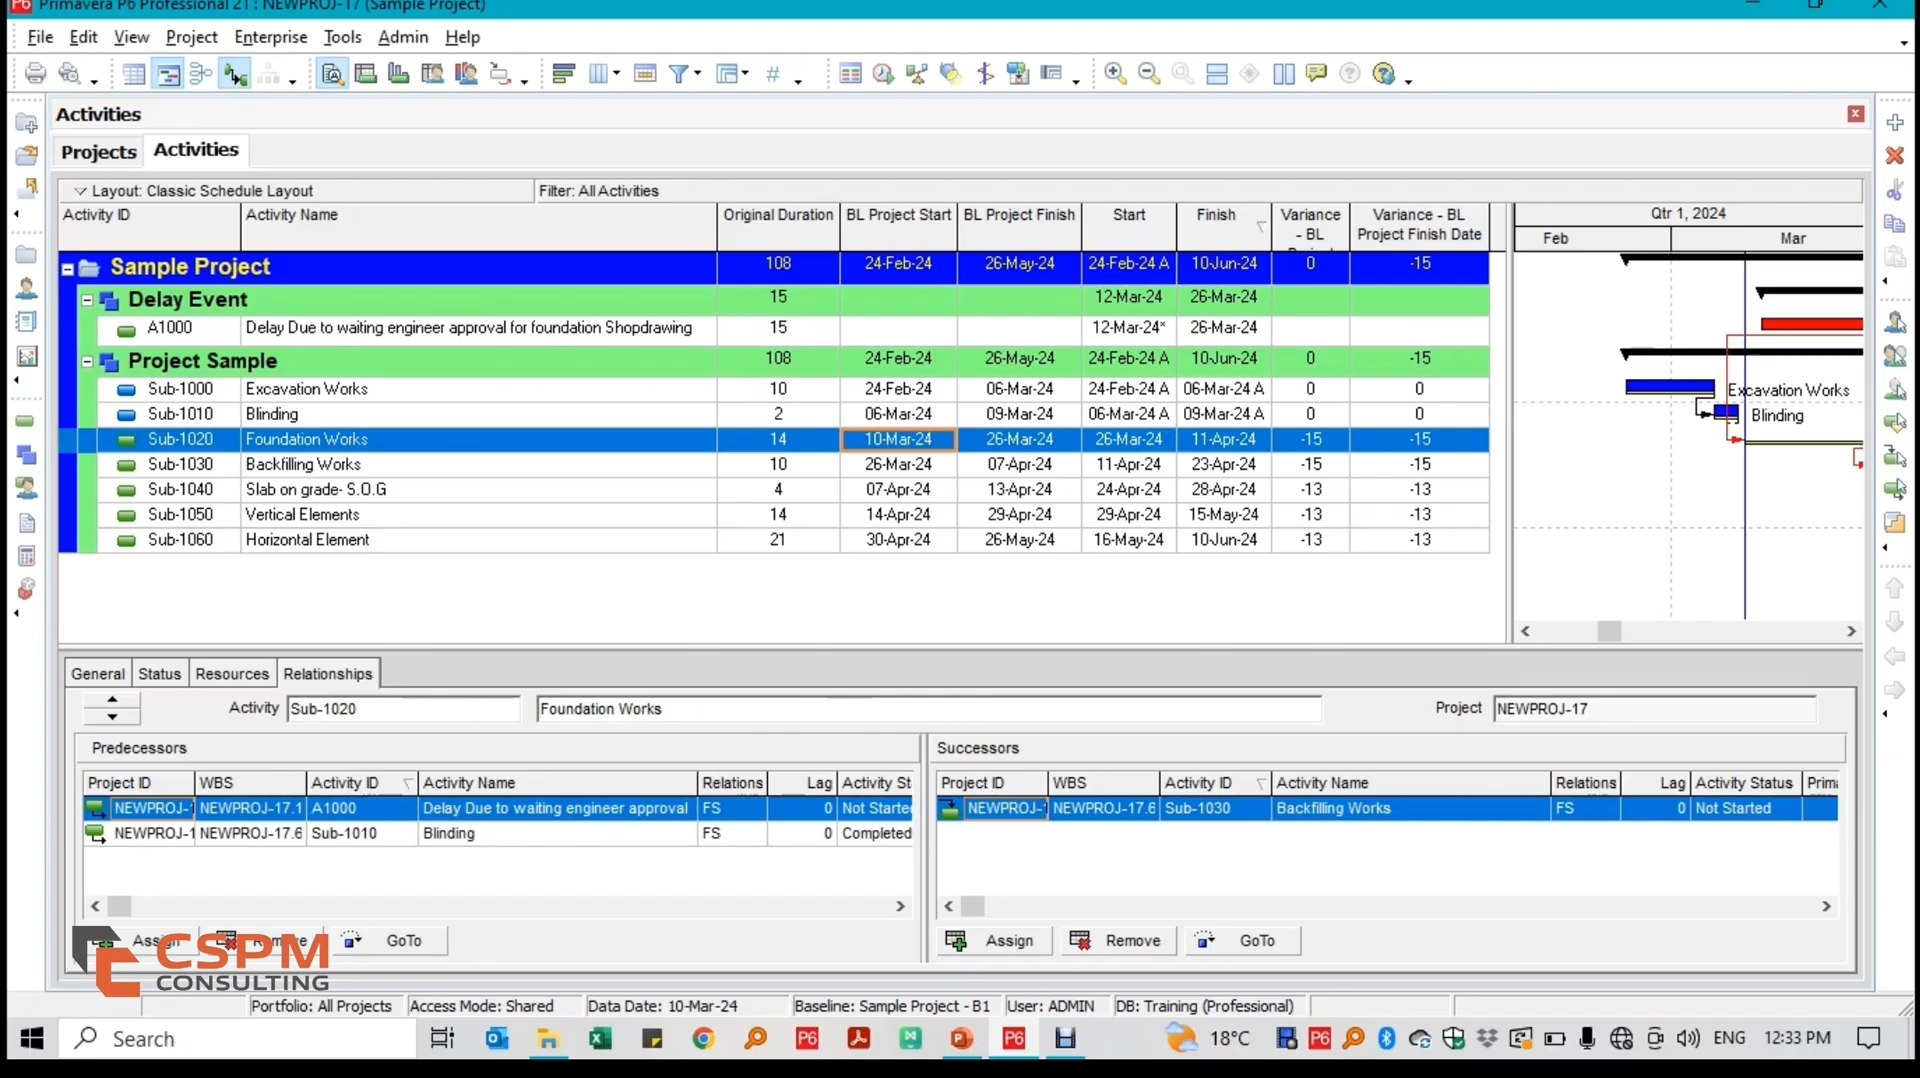 Primavera P6 Professional 21 : NEWPROJ-17 (Sample Project)
File Edit View Project Enterprise Tools Admin Help
Activities
Projects Activities
Layout: Classic Schedule Layout Filter: All Activities
Activity ID Activity Name Original Duration BL Project Start BL Project Finish Start Finish Variance - BL Variance - BL Project Finish Date
Qtr 1, 2024
Feb Mar
Sample Project 108 24-Feb-24 26-May-24 24-Feb-24 A 10-Jun-24 0 -15
Delay Event 15 12-Mar-24 26-Mar-24
A1000 Delay Due to waiting engineer approval for foundation Shopdrawing 15 12-Mar-24* 26-Mar-24
Project Sample 108 24-Feb-24 26-May-24 24-Feb-24 A 10-Jun-24 0 -15
Sub-1000 Excavation Works 10 24-Feb-24 06-Mar-24 24-Feb-24 A 06-Mar-24 A 0 0 Excavation Works
Sub-1010 Blinding 2 06-Mar-24 09-Mar-24 06-Mar-24 A 09-Mar-24 A 0 0 Blinding
Sub-1020 Foundation Works 14 10-Mar-24 26-Mar-24 26-Mar-24 11-Apr-24 -15 -15
Sub-1030 Backfilling Works 10 26-Mar-24 07-Apr-24 11-Apr-24 23-Apr-24 -15 -15
Sub-1040 Slab on grade- S.O.G 4 07-Apr-24 13-Apr-24 24-Apr-24 28-Apr-24 -13 -13
Sub-1050 Vertical Elements 14 14-Apr-24 29-Apr-24 29-Apr-24 15-May-24 -13 -13
Sub-1060 Horizontal Element 21 30-Apr-24 26-May-24 16-May-24 10-Jun-24 -13 -13
General Status Resources Relationships
Activity Sub-1020 Foundation Works Project NEWPROJ-17
Predecessors Successors
Project ID WBS Activity ID Activity Name Relations Lag Activity St Project ID WBS Activity ID Activity Name Relations Lag Activity Status Prima
NEWPROJ-1 NEWPROJ-17.1 A1000 Delay Due to waiting engineer approval FS 0 Not Starte NEWPROJ-1 NEWPROJ-17.6 Sub-1030 Backfilling Works FS 0 Not Started
NEWPROJ-1 NEWPROJ-17.6 Sub-1010 Blinding FS 0 Completed
Assign Remove GoTo Assign Remove GoTo
CSPM
CONSULTING
Portfolio: All Projects Access Mode: Shared Data Date: 10-Mar-24 Baseline: Sample Project - B1 User: ADMIN DB: Training (Professional)
Search 18°C ENG 12:33 PM